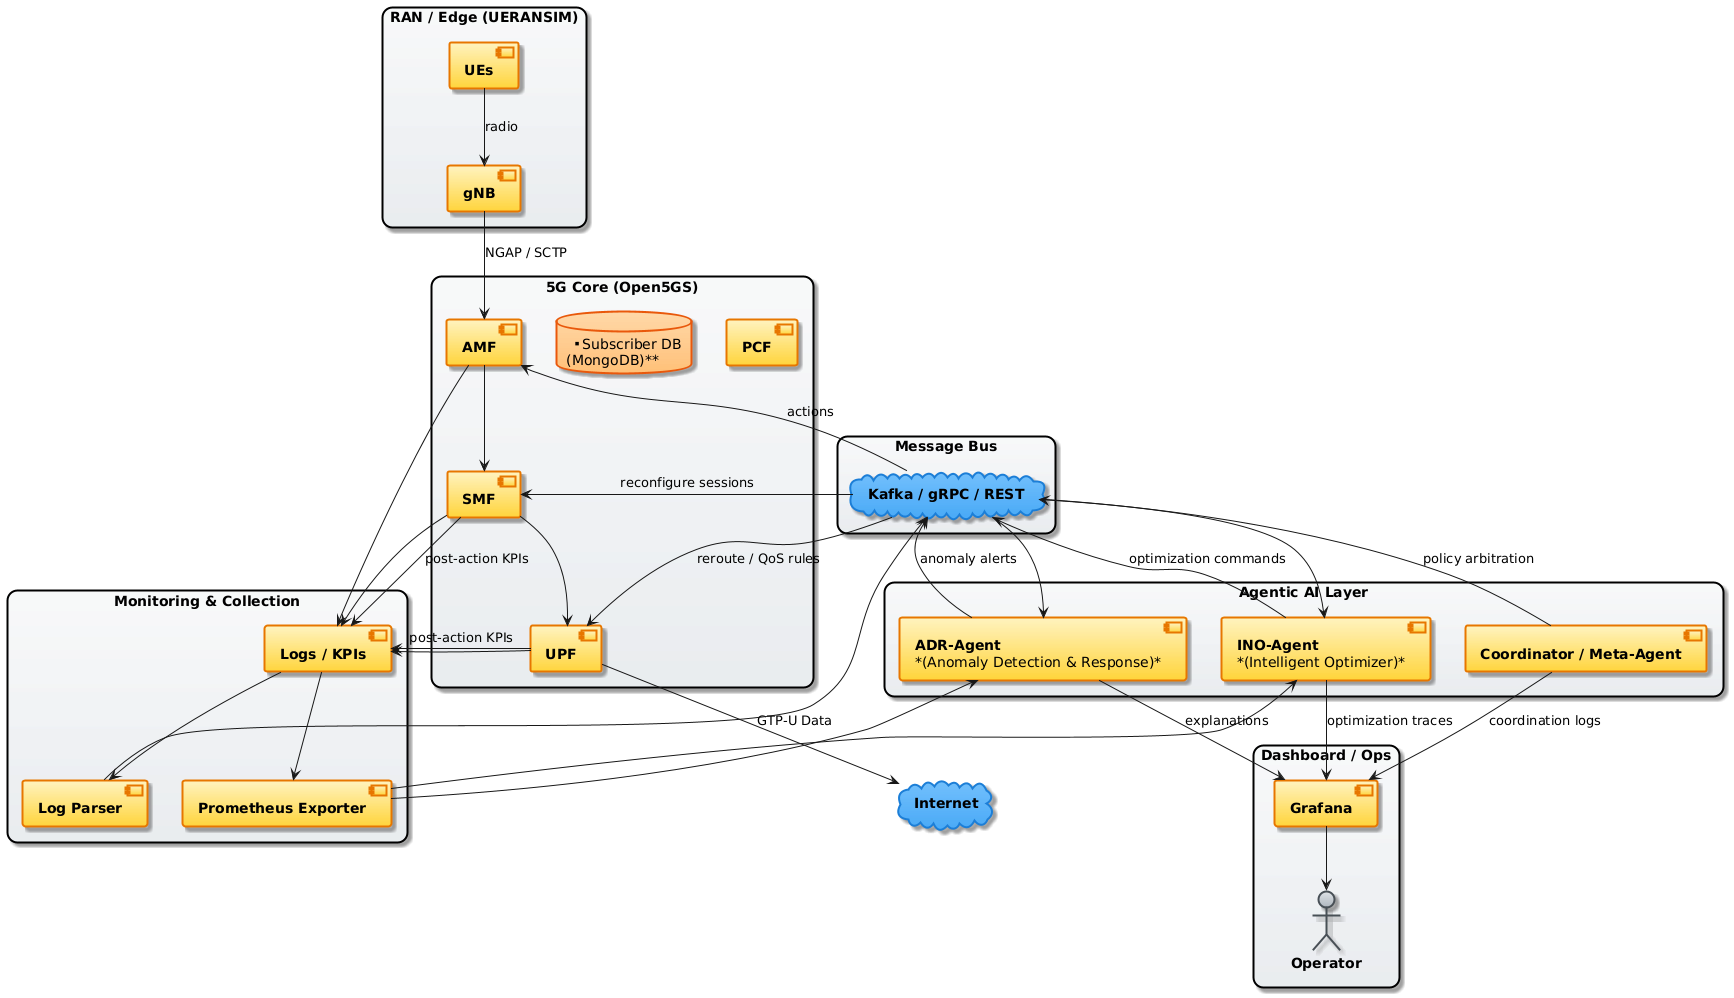 RAN / Edge (UERANSIM)
UEs
radio
gNB
NGAP / SCTP
5G Core (Open5GS)
AMF
▪Subscriber DB
(MongoDB)**
PCF
actions
Message Bus
SMF
reconfigure sessions
Kafka / gRPC / REST
post-action KPIs
reroute / QoS rules
anomaly alerts
optimization commands
policy arbitration
Monitoring & Collection
Agentic AI Layer
Logs / KPIs
post-action KPIs
UPF
ADR-Agent
*(Anomaly Detection & Response)*
INO-Agent
*(Intelligent Optimizer)*
Coordinator / Meta-Agent
GTP-U Data
explanations
optimization traces
coordination logs
Dashboard / Ops
Log Parser
Prometheus Exporter
Internet
Grafana
Operator